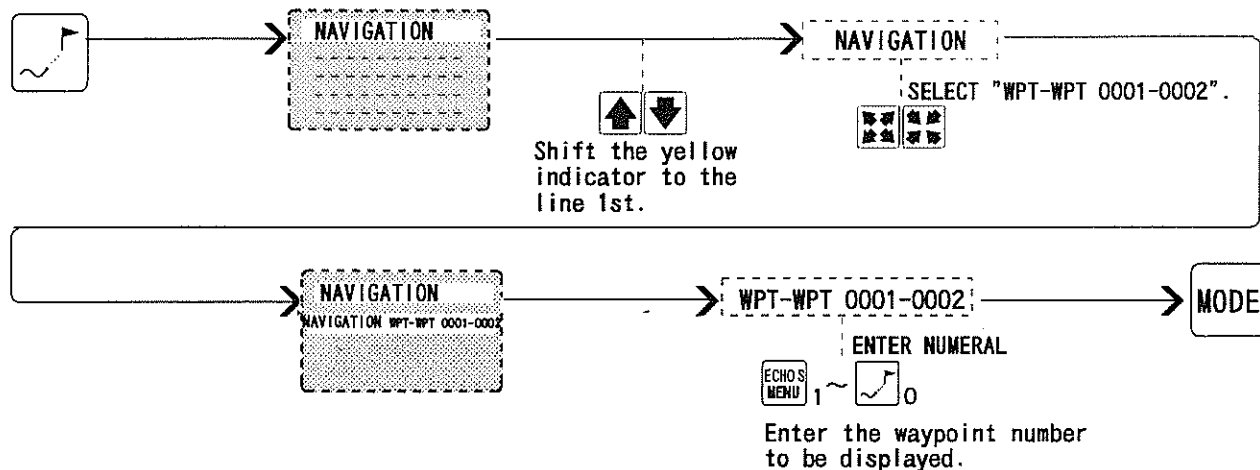 NAVIGATION
NAVIGATION
SELECT "WPT-WPT 0001-0002".
Shift the yellow
indicator to the
line 1st.
NAVIGATION
NAVIGATION WPT-WPT 0001-0002
WPT-WPT 0001-0002
MODE
ENTER NUMERAL
ECHOS
MENU 1 ~ 0
Enter the waypoint number
to be displayed.